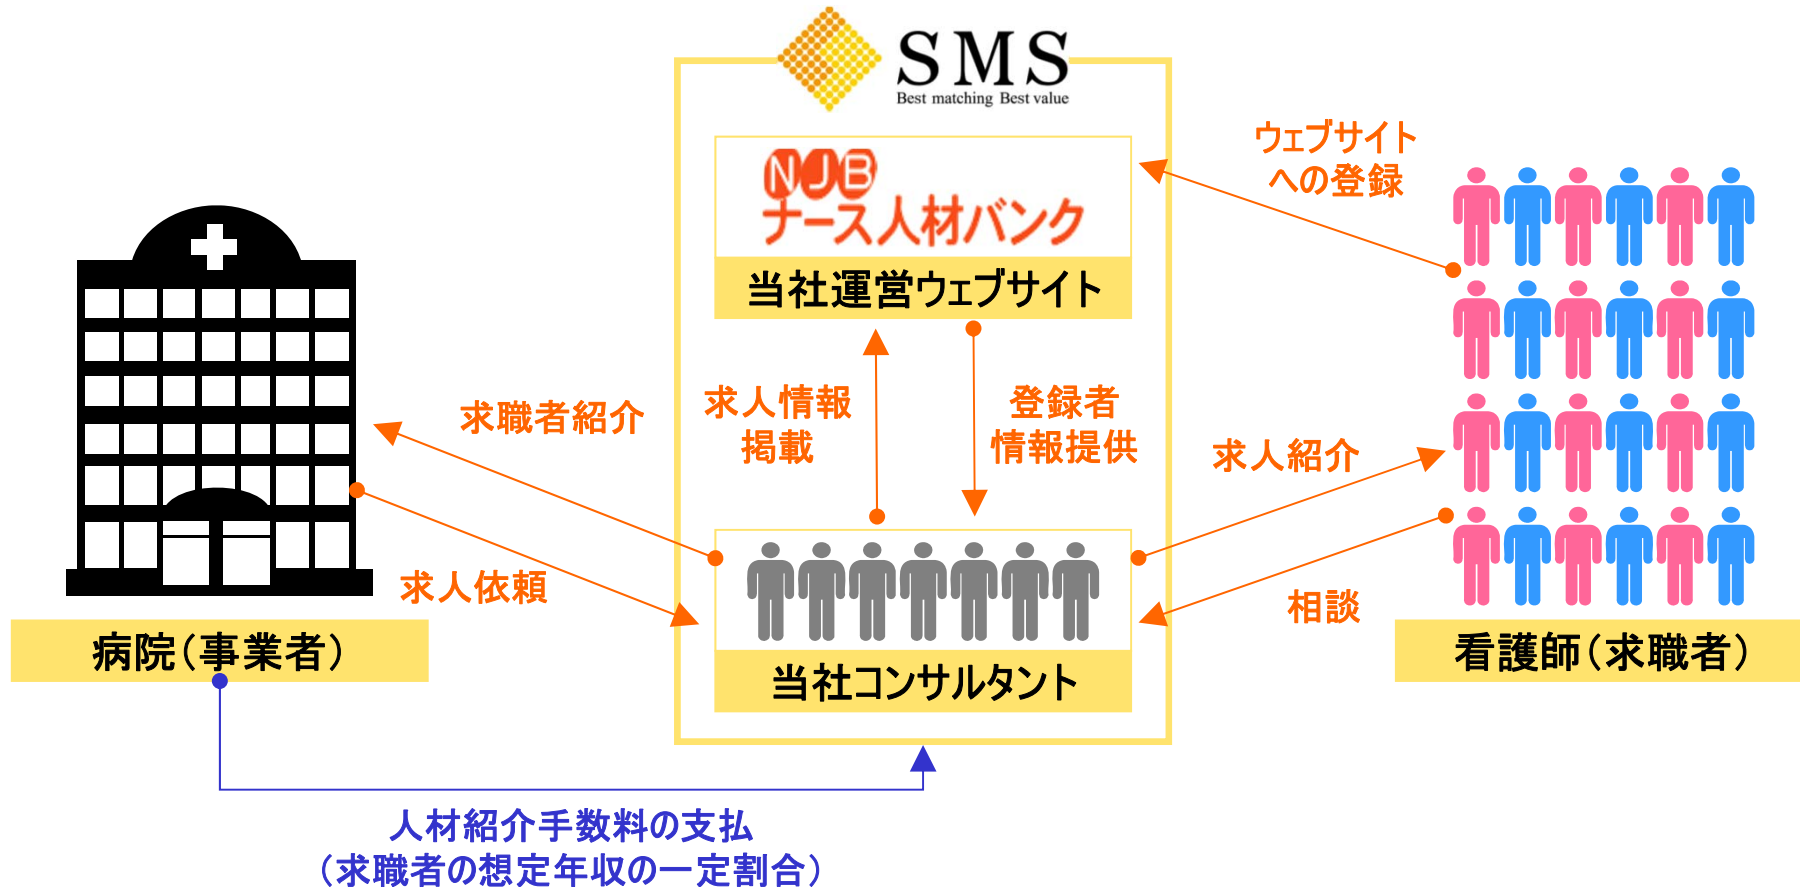 SMS
Best matching Best value
NJB
ナース人材バンク
当社運営ウェブサイト
ウェブサイト
への登録
求職者紹介
求人情報
掲載
登録者
情報提供
求人紹介
求人依頼
相談
病院(事業者)
当社コンサルタント
看護師(求職者)
人材紹介手数料の支払
(求職者の想定年収の一定割合)